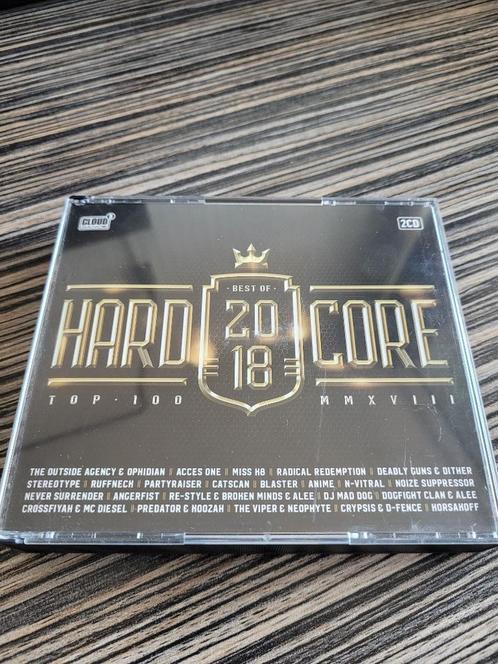 CLOUD 9
2CD
BEST OF
HARD 20 CORE
18
TOP · 100 MMXVIII
THE OUTSIDE AGENCY & OPHIDIAN || ACCES ONE || MISS K8 || RADICAL REDEMPTION || DEADLY GUNS & DITHER
STEREOTYPE || RUFFNECK || PARTYRAISER || CATSCAN || BLASTER || ANIME || N-VITRAL || NOIZE SUPPRESSOR
NEVER SURRENDER || ANGERFIST || RE-STYLE & BROKEN MINDS & ALEE || DJ MAD DOG || DOGFIGHT CLAN & ALEE
CROSSFIYAH & MC DIESEL || PREDATOR & NOOZAH || THE VIPER & NEOPHYTE || CRYPSIS & D-FENCE || HORSAHOFF